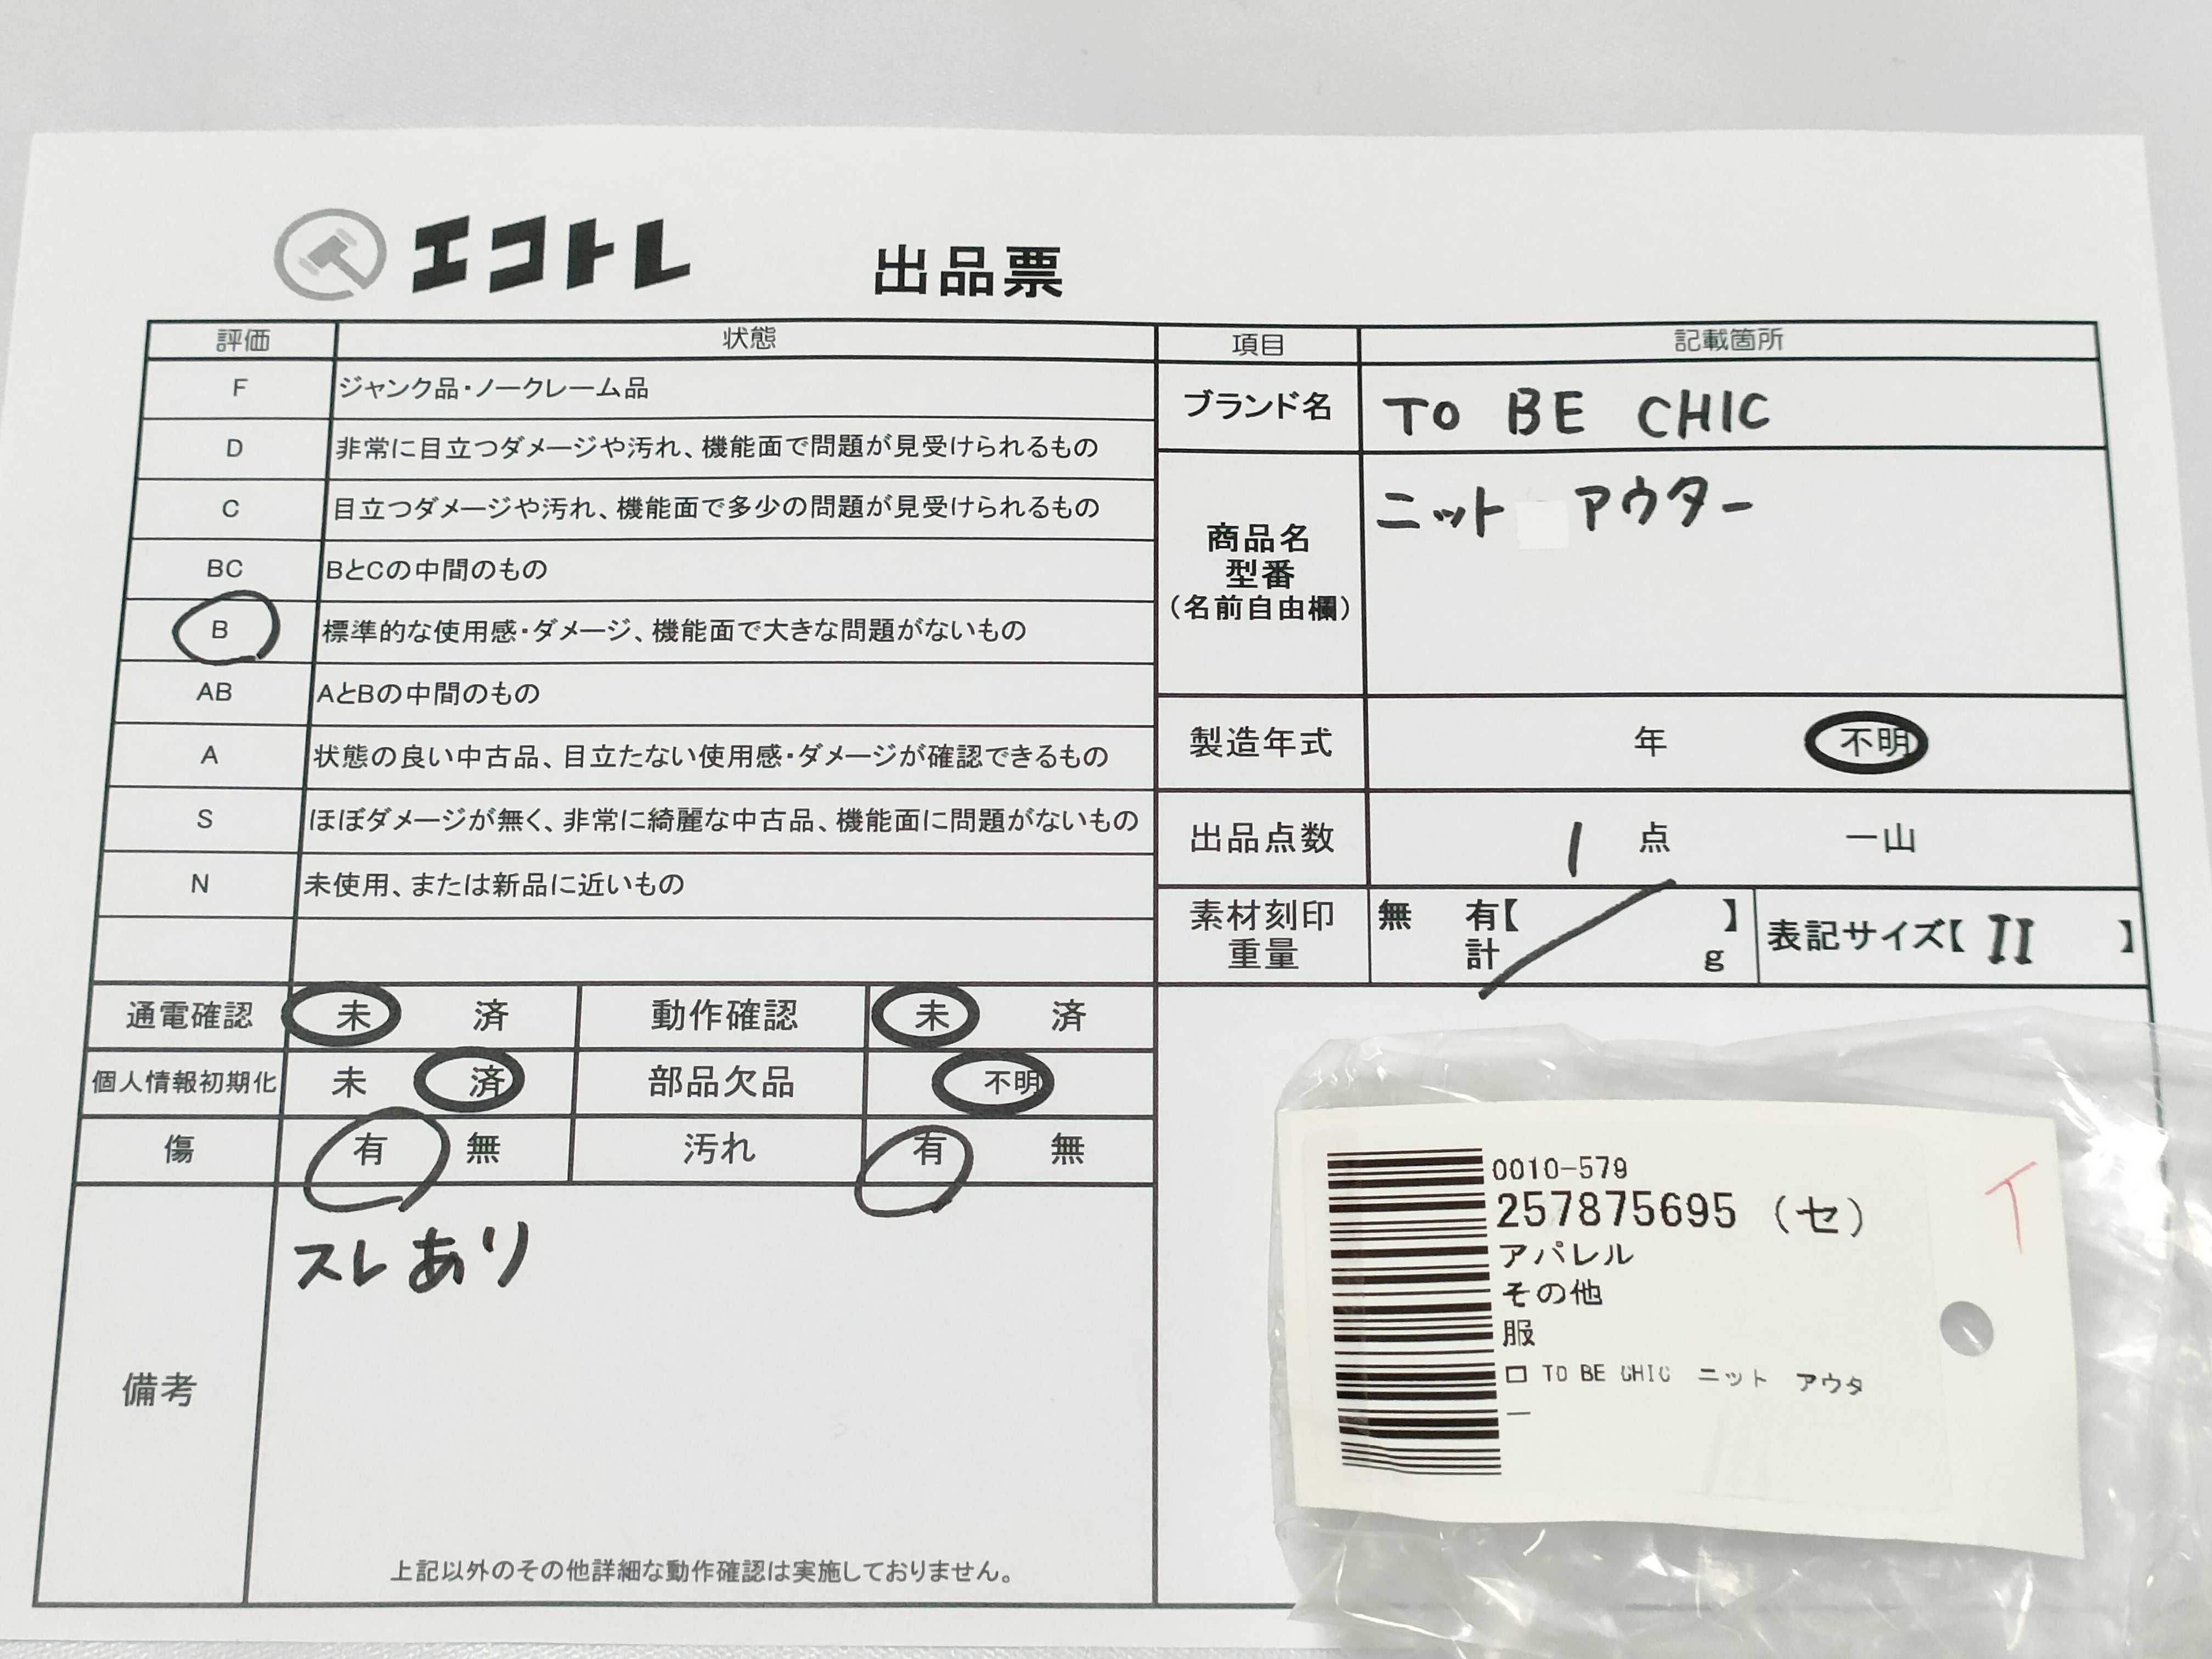 エコトレ 出品票
評価 状態 項目 記載箇所
F ジャンク品・ノークレーム品
D 非常に目立つダメージや汚れ、機能面で問題が見受けられるもの
C 目立つダメージや汚れ、機能面で多少の問題が見受けられるもの
BC BとCの中間のもの
B 標準的な使用感・ダメージ、機能面で大きな問題がないもの
AB AとBの中間のもの
A 状態の良い中古品、目立たない使用感・ダメージが確認できるもの
S ほぼダメージが無く、非常に綺麗な中古品、機能面に問題がないもの
N 未使用、または新品に近いもの
ブランド名 TO BE CHIC
商品名
型番
(名前自由欄)
ニット アウター
製造年式 年 不明
出品点数 1 点 一山
素材刻印
重量
無 有【 】
計 g
表記サイズ【 II 】
通電確認 未 済 動作確認 未 済
個人情報初期化 未 済 部品欠品 不明
傷 有 無 汚れ 有 無
備考
スレあり
上記以外のその他詳細な動作確認は実施しておりません。
0010-579
257875695 (セ)
アパレル
その他
服
口 TO BE CHIC ニット アウタ
ー